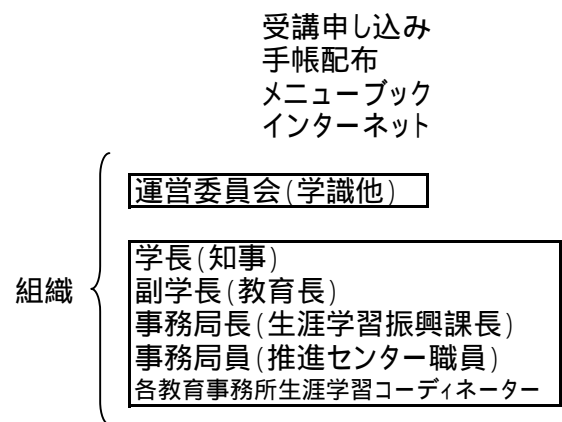 受講申し込み
手帳配布
メニューブック
インターネット
運営委員会(学識他)
組織
学長(知事)
副学長(教育長)
事務局長(生涯学習振興課長)
事務局員(推進センター職員)
各教育事務所生涯学習コーディネーター